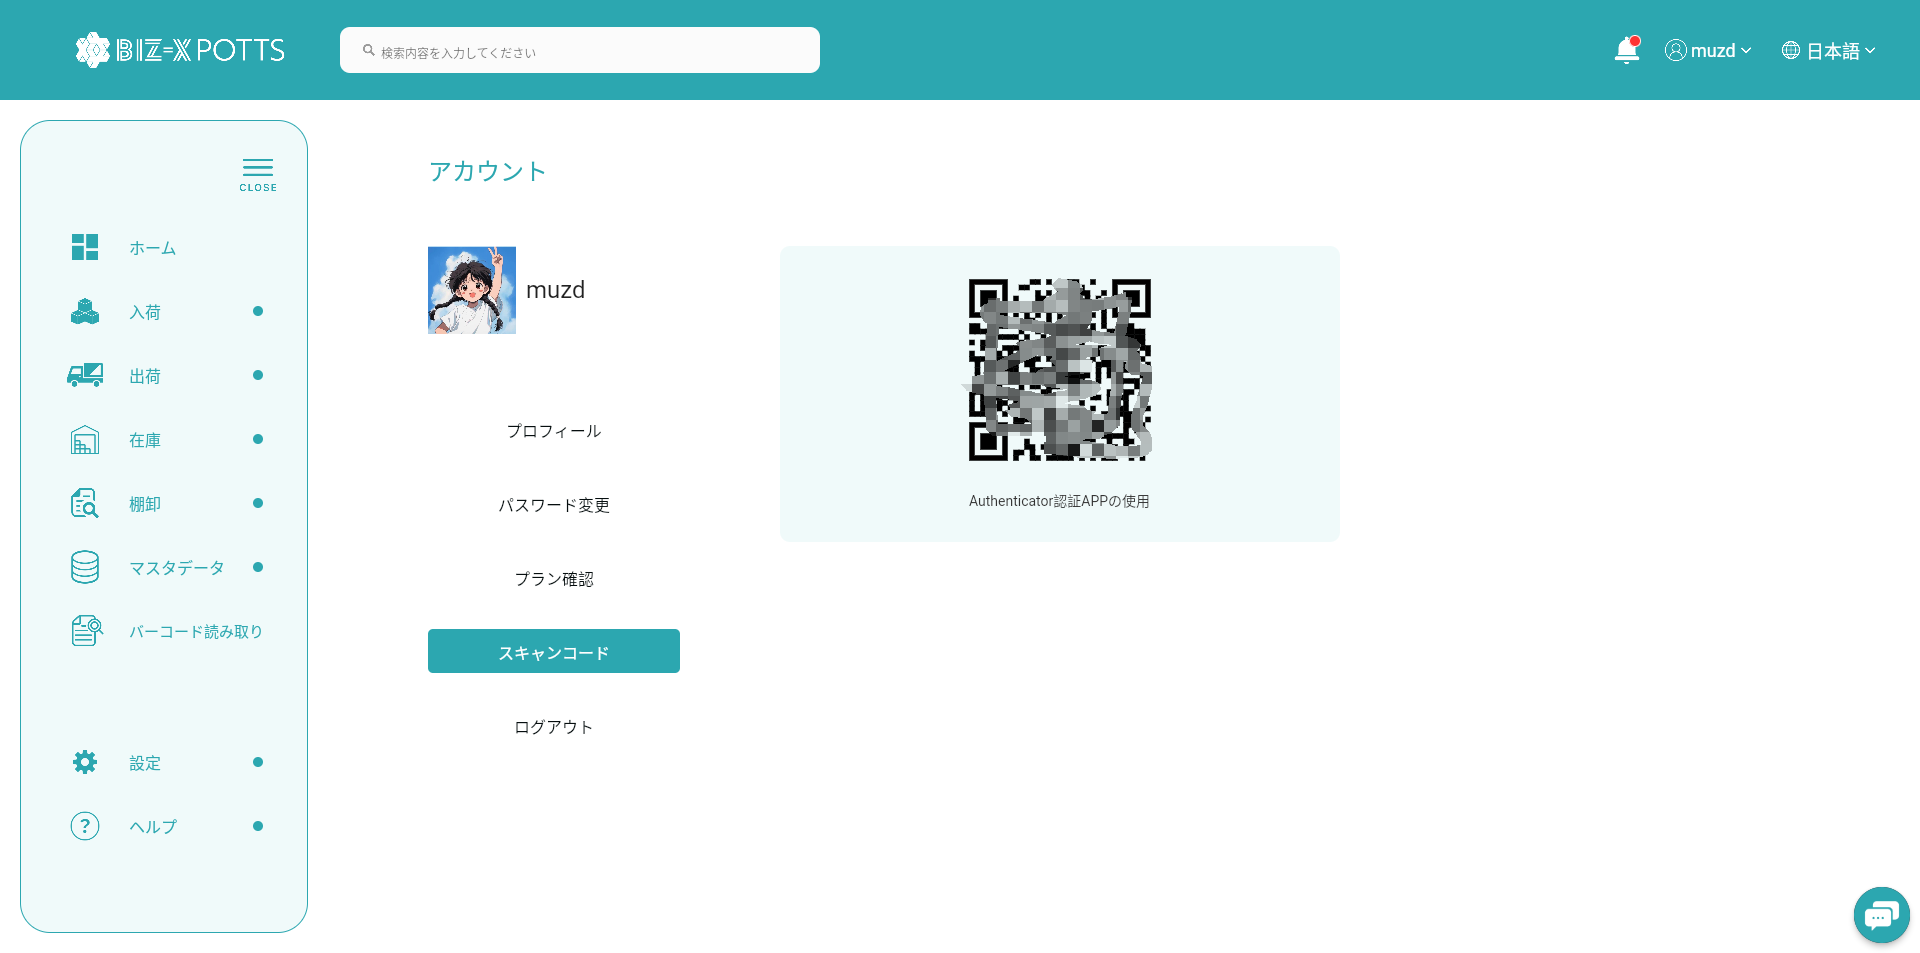 BIZ=X POTTS
検索内容を入力してください
muzd
日本語
CLOSE
ホーム
入荷
出荷
在庫
棚卸
マスタデータ
バーコード読み取り
設定
ヘルプ
アカウント
muzd
プロフィール
パスワード変更
プラン確認
スキャンコード
ログアウト
Authenticator認証APPの使用